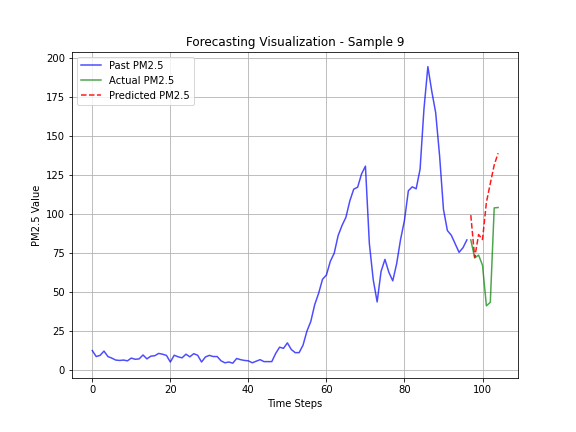 Forecasting Visualization - Sample 9
Past PM2.5
Actual PM2.5
Predicted PM2.5
PM2.5 Value
200
175
150
125
100
75
50
25
0
0 20 40 60 80 100
Time Steps